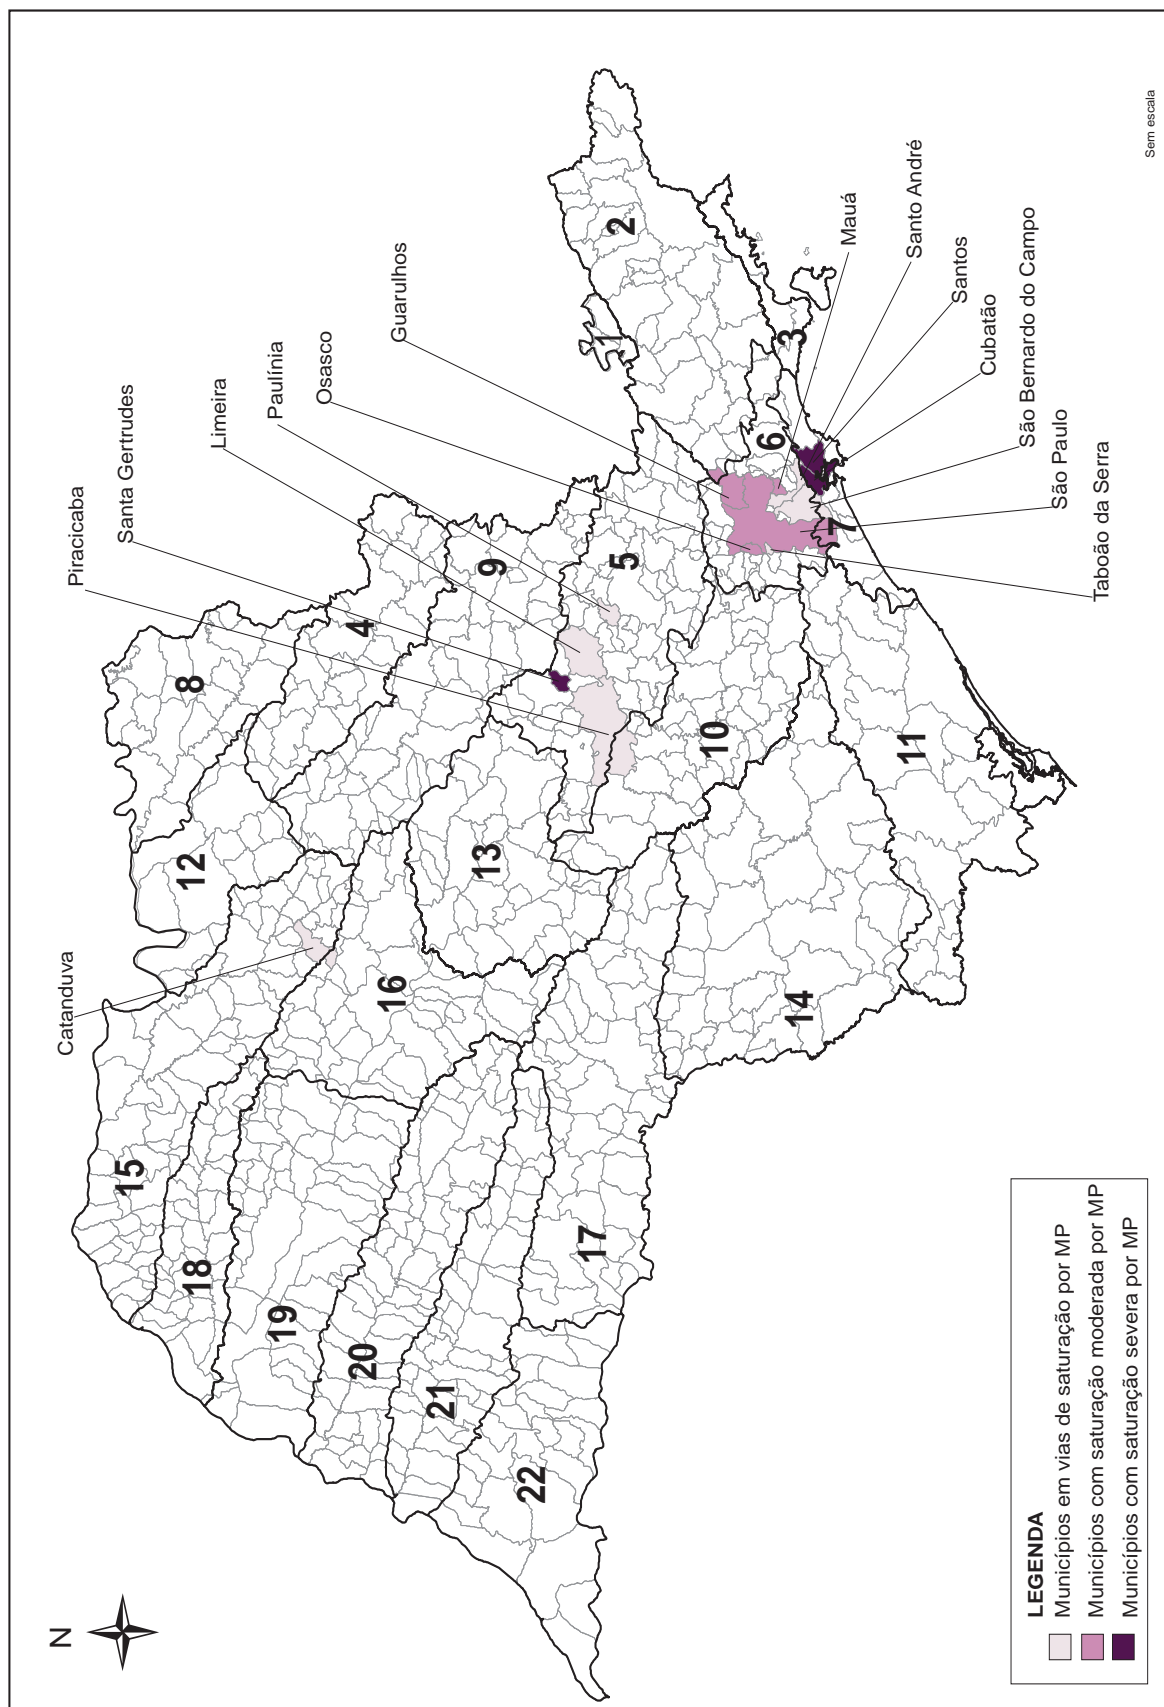 N
Catanduva
Piracicaba
Santa Gertrudes
Limeira
Paulínia
Osasco
Guarulhos
Mauá
Santo André
Santos
Cubatão
São Bernardo do Campo
São Paulo
Taboão da Serra
1
2
3
4
5
6
7
8
9
10
11
12
13
14
15
16
17
18
19
20
21
22
LEGENDA
Municípios em vias de saturação por MP
Municípios com saturação moderada por MP
Municípios com saturação severa por MP
Sem escala